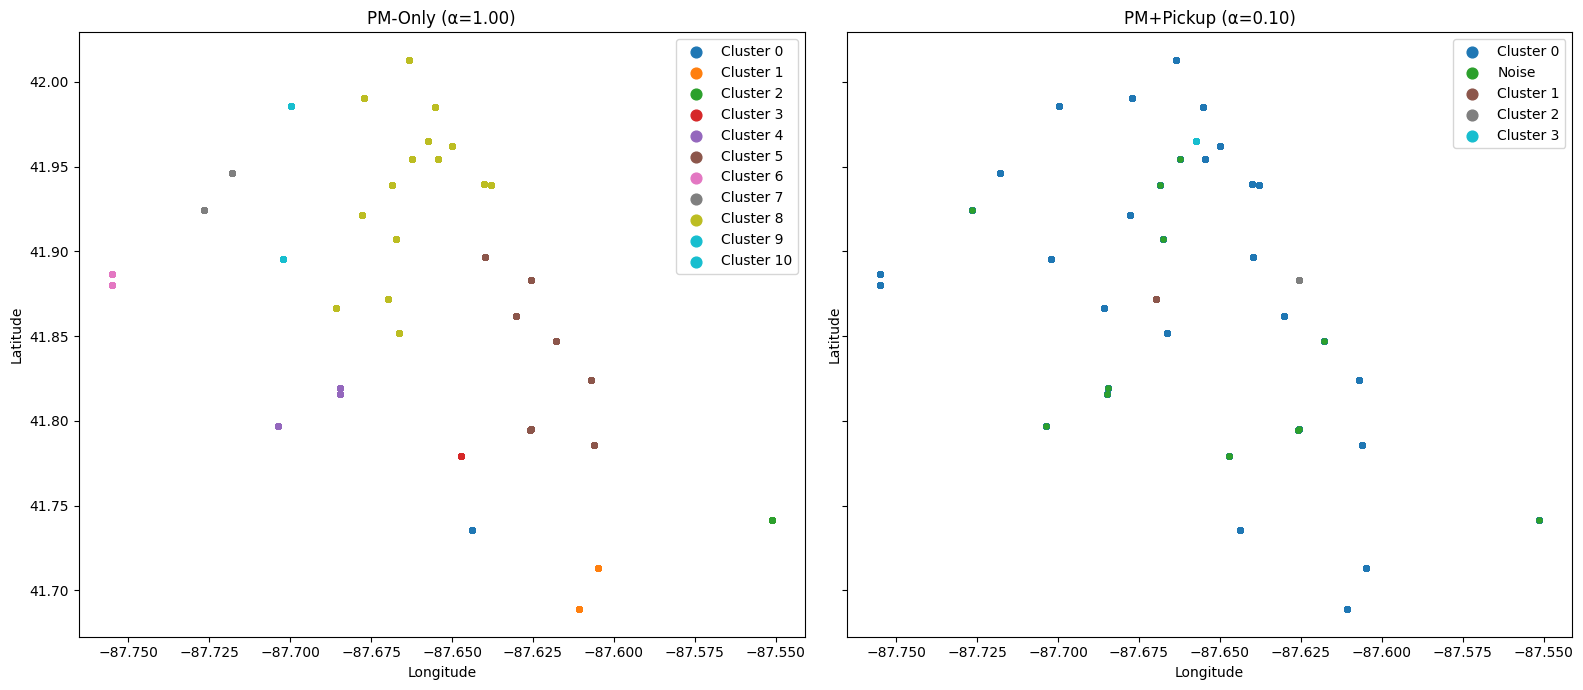 PM-Only (α=1.00)
Latitude
42.00
41.95
41.90
41.85
41.80
41.75
41.70
−87.750 −87.725 −87.700 −87.675 −87.650 −87.625 −87.600 −87.575 −87.550
Longitude
Cluster 0
Cluster 1
Cluster 2
Cluster 3
Cluster 4
Cluster 5
Cluster 6
Cluster 7
Cluster 8
Cluster 9
Cluster 10
PM+Pickup (α=0.10)
Latitude
−87.750 −87.725 −87.700 −87.675 −87.650 −87.625 −87.600 −87.575 −87.550
Longitude
Cluster 0
Noise
Cluster 1
Cluster 2
Cluster 3